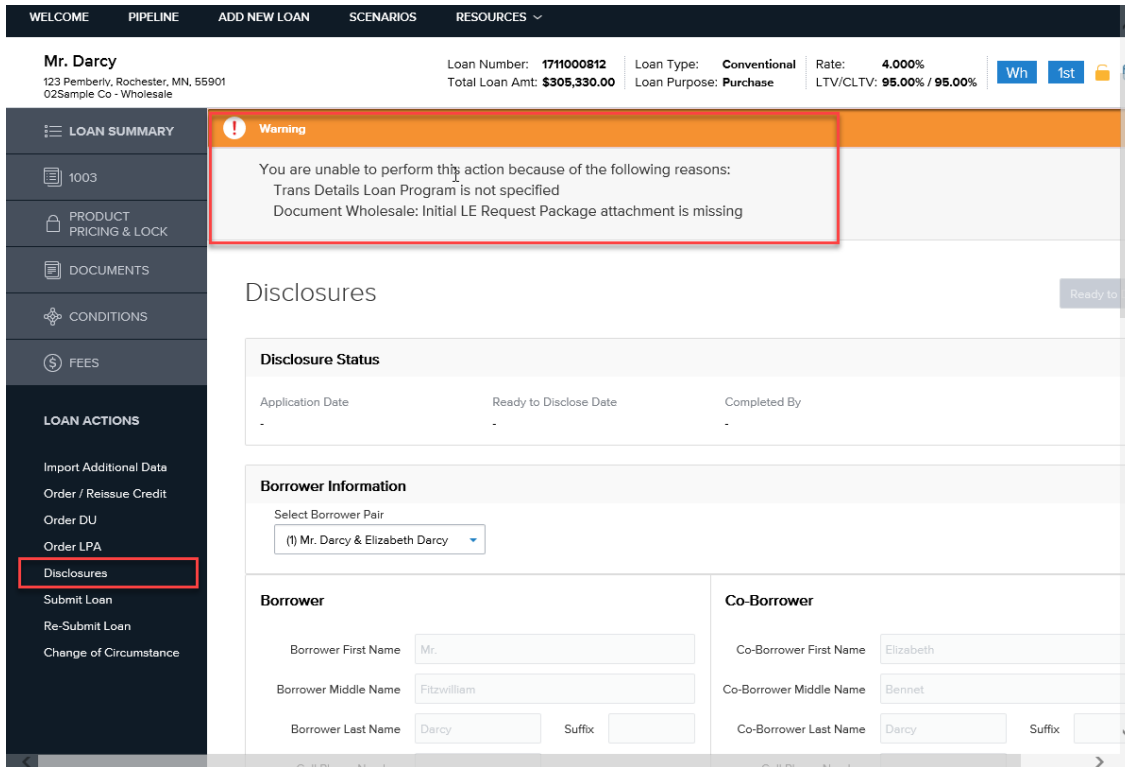 WELCOME PIPELINE ADD NEW LOAN SCENARIOS RESOURCES
Mr. Darcy
123 Pemberly, Rochester, MN, 55901
02Sample Co - Wholesale
Loan Number: 1711000812 Loan Type: Conventional Rate: 4.000%
Total Loan Amt: $305,330.00 Loan Purpose: Purchase LTV/CLTV: 95.00% / 95.00%
Wh 1st
LOAN SUMMARY
1003
PRODUCT
PRICING & LOCK
DOCUMENTS
CONDITIONS
FEES
LOAN ACTIONS
Import Additional Data
Order / Reissue Credit
Order DU
Order LPA
Disclosures
Submit Loan
Re-Submit Loan
Change of Circumstance
Warning
You are unable to perform this action because of the following reasons:
Trans Details Loan Program is not specified
Document Wholesale: Initial LE Request Package attachment is missing
Disclosures
Ready to
Disclosure Status
Application Date Ready to Disclose Date Completed By
- - -
Borrower Information
Select Borrower Pair
(1) Mr. Darcy & Elizabeth Darcy
Borrower Co-Borrower
Borrower First Name Mr. Co-Borrower First Name Elizabeth
Borrower Middle Name Fitzwilliam Co-Borrower Middle Name Bennet
Borrower Last Name Darcy Suffix Co-Borrower Last Name Darcy Suffix